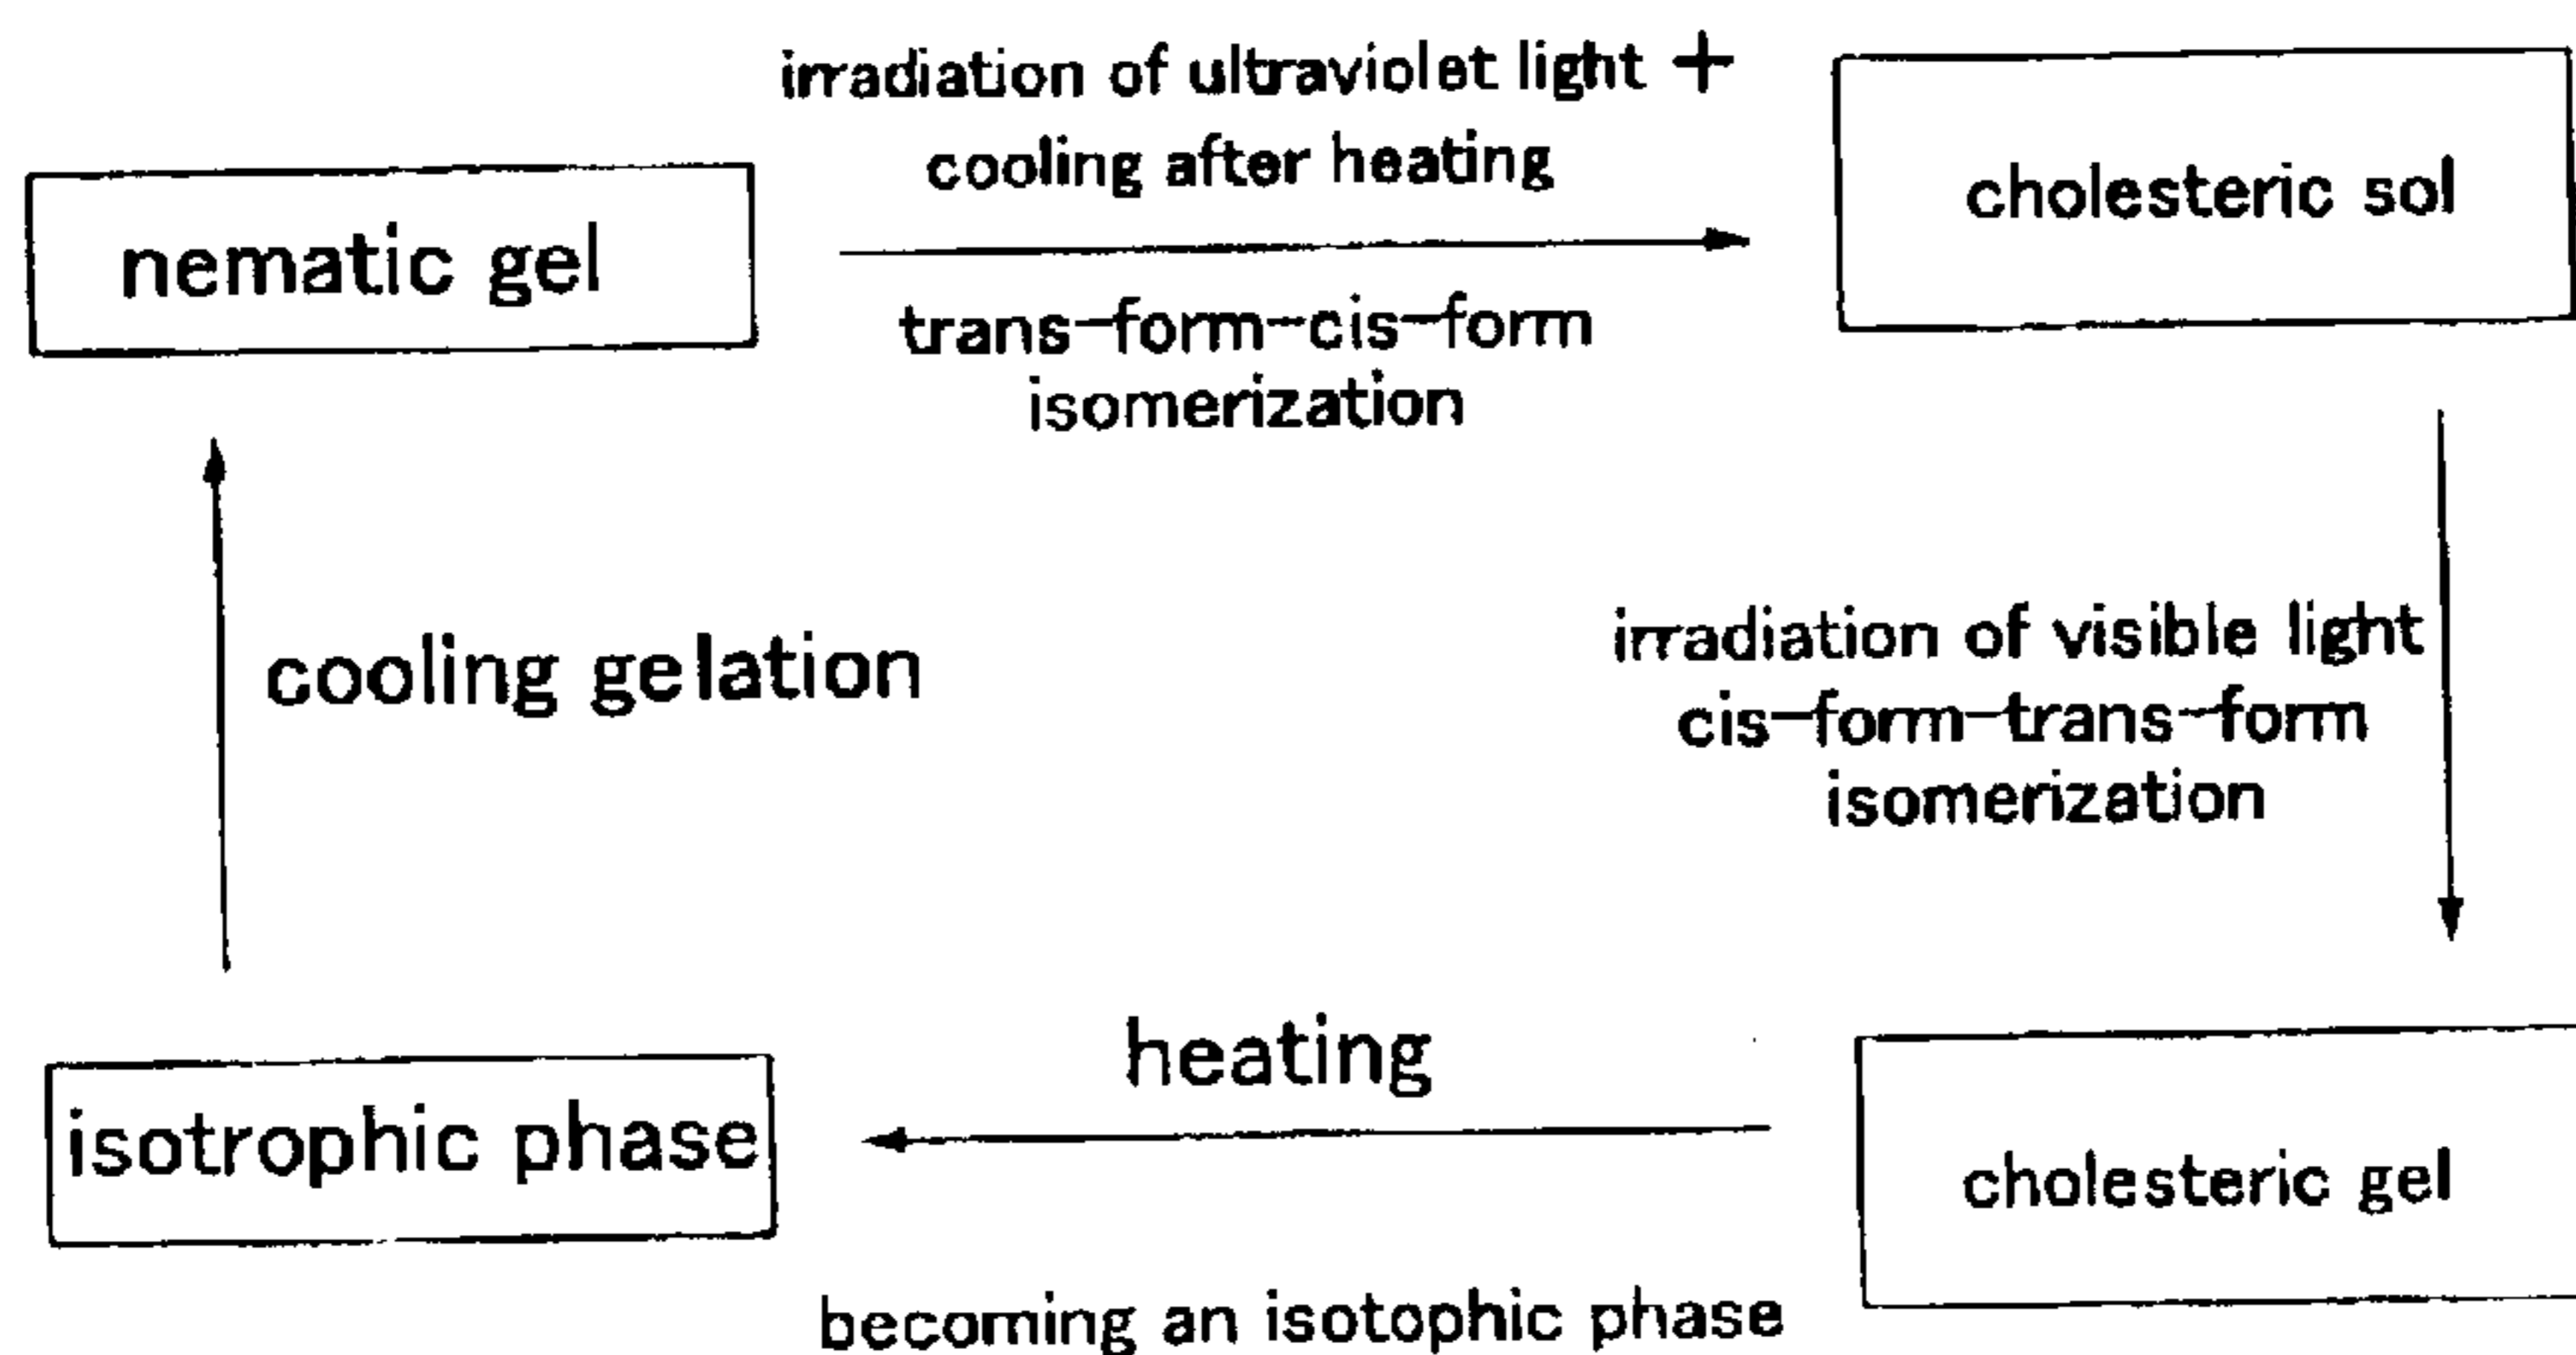 irradiation of ultraviolet light +
cooling after heating
nematic gel
cholesteric sol
trans-form-cis-form
isomerization
cooling gelation
irradiation of visible light
cis-form-trans-form
isomerization
heating
isotrophic phase
cholesteric gel
becoming an isotophic phase